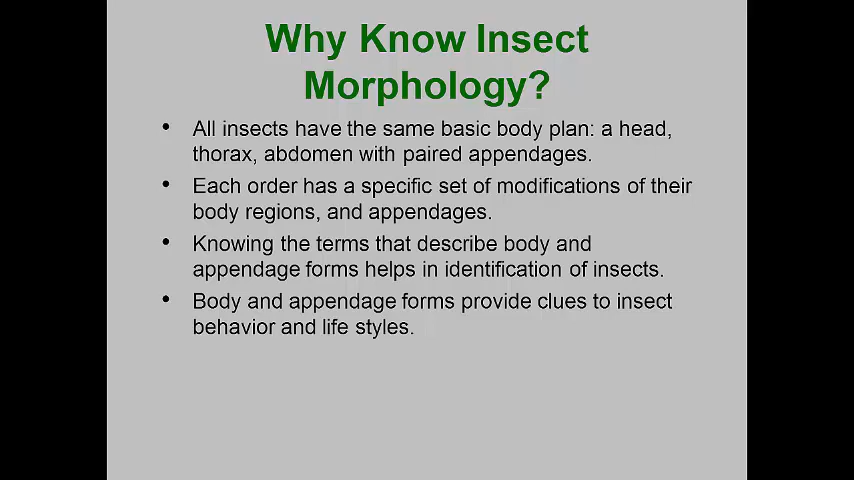 Why Know Insect
Morphology?
• All insects have the same basic body plan: a head,
thorax, abdomen with paired appendages.
• Each order has a specific set of modifications of their
body regions, and appendages.
• Knowing the terms that describe body and
appendage forms helps in identification of insects.
• Body and appendage forms provide clues to insect
behavior and life styles.